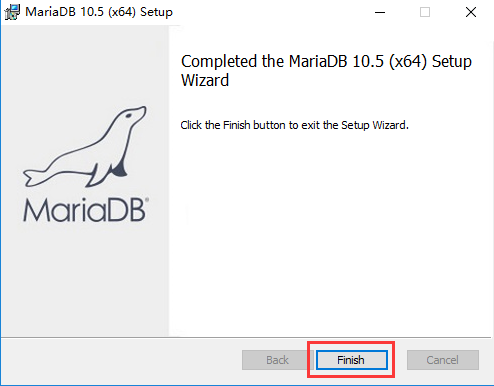 MariaDB 10.5 (x64) Setup
Completed the MariaDB 10.5 (x64) Setup
Wizard
Click the Finish button to exit the Setup Wizard.
MariaDB®
Back
Finish
Cancel